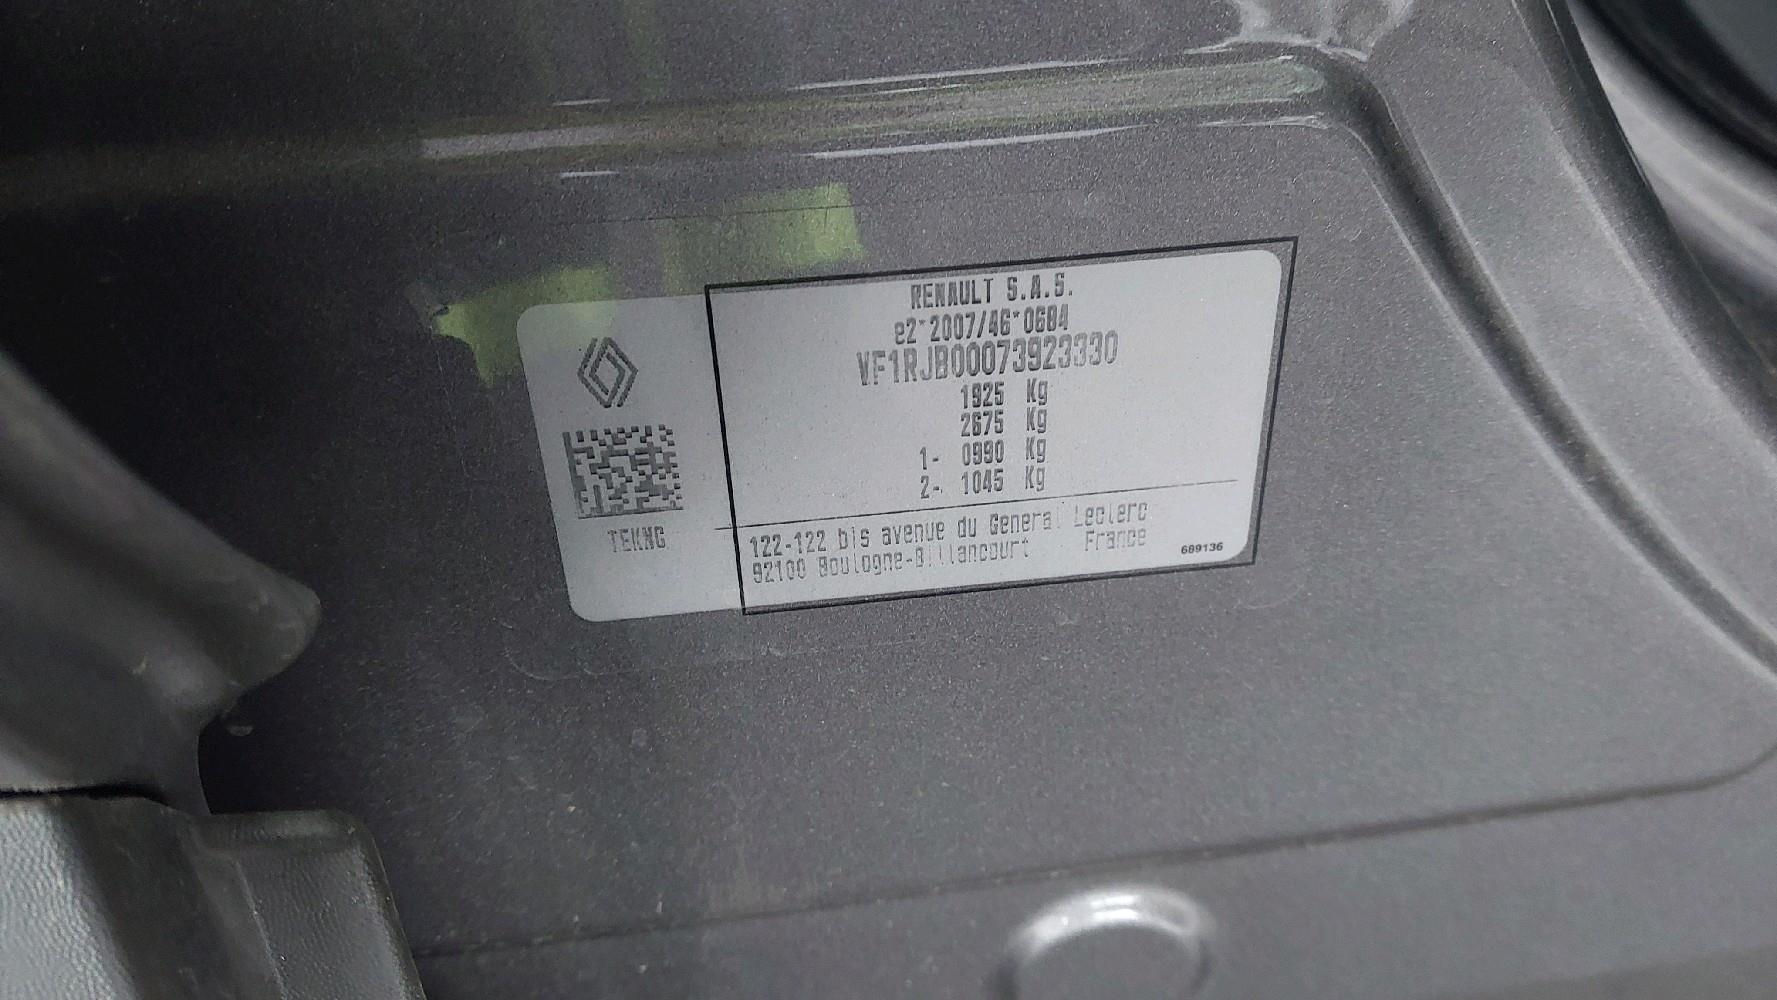 RENAULT S.A.S.
e2*2007/46*0684
VF1RJB00073923330
1925 Kg
2675 Kg
1- 0990 Kg
2- 1045 Kg
TEKNG
122-122 bis avenue du General Leclerc
92100 Boulogne-Billancourt France
689136